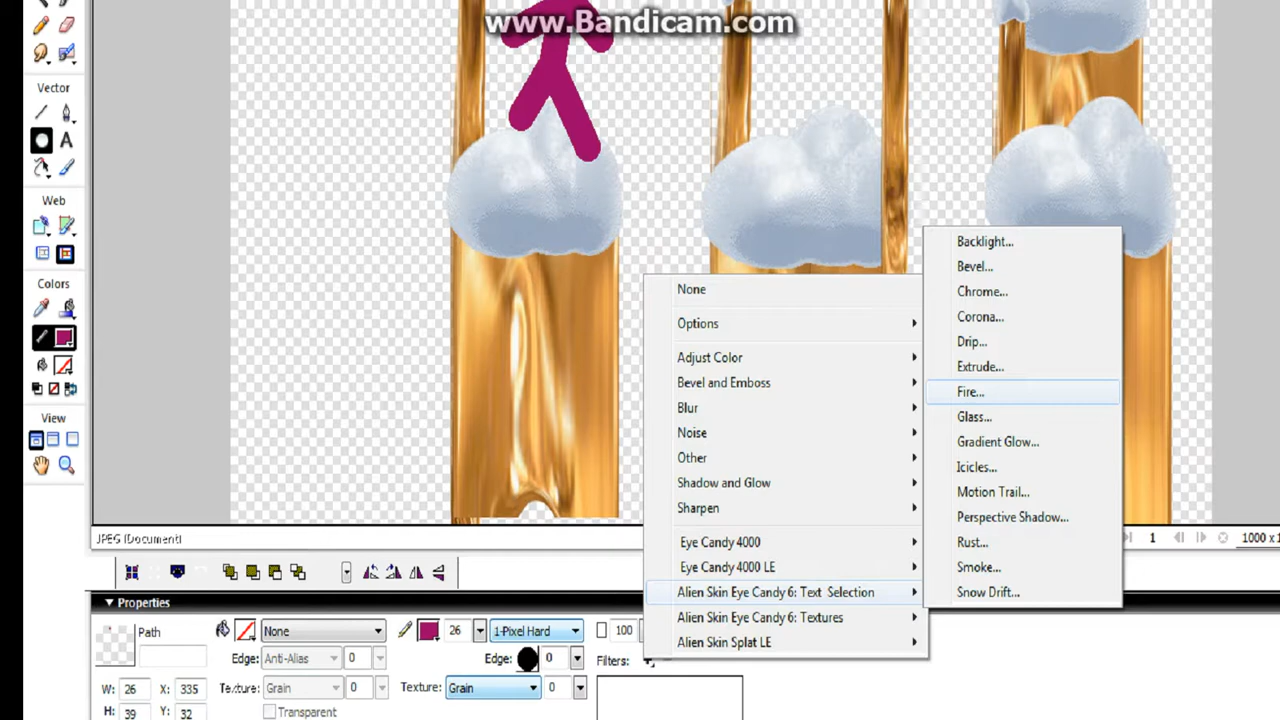 www.Bandicam.com
Vector
A
Web
Colors
View
None
Options
Adjust Color
Bevel and Emboss
Blur
Noise
Other
Shadow and Glow
Sharpen
Eye Candy 4000
Eye Candy 4000 LE
Alien Skin Eye Candy 6: Text Selection
Alien Skin Eye Candy 6: Textures
Alien Skin Splat LE
Backlight...
Bevel...
Chrome...
Corona...
Drip...
Extrude...
Fire...
Glass...
Gradient Glow...
Icicles...
Motion Trail...
Perspective Shadow...
Rust...
Smoke...
Snow Drift...
JPEG (Document)
1 1000 x 1
Properties
Path
None
26
1-Pixel Hard
100
Edge: Anti-Alias 0
Edge: 0
Filters:
W: 26 X: 335
Texture: Grain 0
Texture: Grain 0
H: 39 Y: 32
Transparent